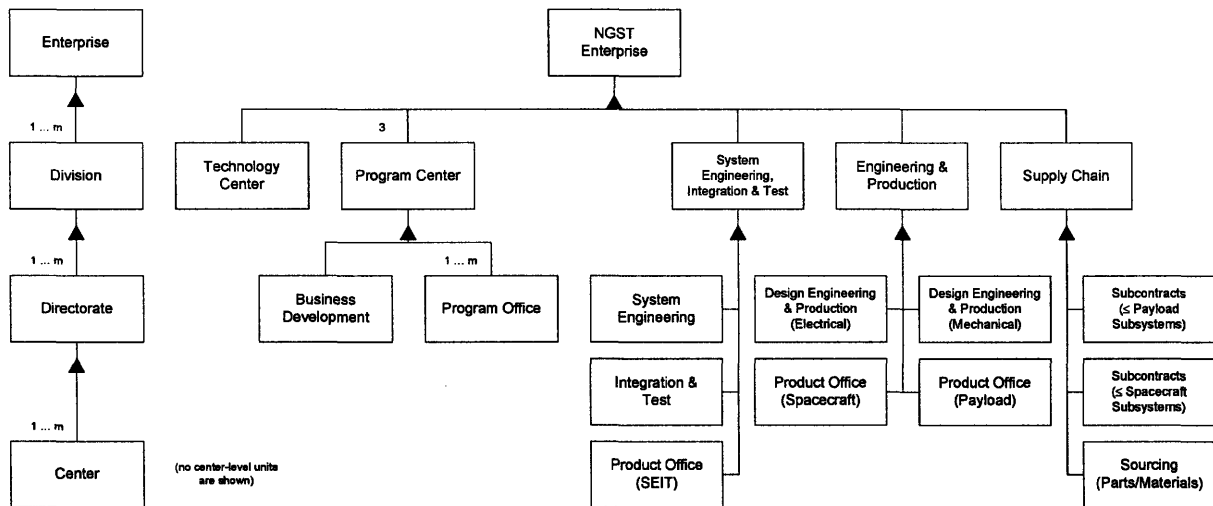 Enterprise
NGST
Enterprise
1 ... m
3
Division
Technology
Center
Program Center
System
Engineering,
Integration & Test
Engineering &
Production
Supply Chain
1 ... m
1 ... m
Directorate
Business
Development
Program Office
System
Engineering
Design Engineering
& Production
(Electrical)
Design Engineering
& Production
(Mechanical)
Subcontracts
(≤ Payload
Subsystems)
Integration &
Test
Product Office
(Spacecraft)
Product Office
(Payload)
Subcontracts
(≤ Spacecraft
Subsystems)
1 ... m
Center
(no center-level units
are shown)
Product Office
(SEIT)
Sourcing
(Parts/Materials)